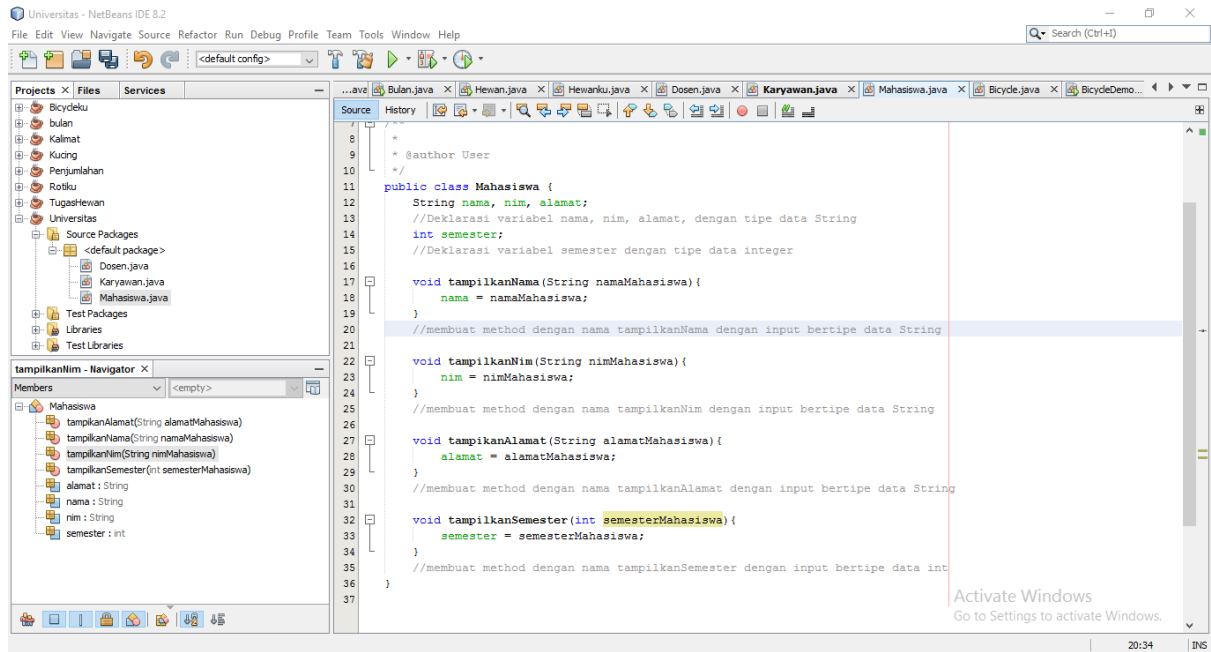 Universitas - NetBeans IDE 8.2
File Edit View Navigate Source Refactor Run Debug Profile Team Tools Window Help
Search (Ctrl+I)
<default config>
Projects Files Services
Bicycleku
bulan
Kalimat
Kucing
Penjumlahan
Rotiku
TugasHewan
Universitas
Source Packages
<default package>
Dosen.java
Karyawan.java
Mahasiswa.java
Test Packages
Libraries
Test Libraries
tampilkanNim - Navigator
Members <empty>
Mahasiswa
tampikanAlamat(String alamatMahasiswa)
tampilkanNama(String namaMahasiswa)
tampilkanNim(String nimMahasiswa)
tampilkanSemester(int semesterMahasiswa)
alamat : String
nama : String
nim : String
semester : int
...ava Bulan.java Hewan.java Hewanku.java Dosen.java Karyawan.java Mahasiswa.java Bicycle.java BicycleDemo...
Source History
7 /**
8 *
9 * @author User
10 */
11 public class Mahasiswa {
12 String nama, nim, alamat;
13 //Deklarasi variabel nama, nim, alamat, dengan tipe data String
14 int semester;
15 //Deklarasi variabel semester dengan tipe data integer
16
17 void tampilkanNama(String namaMahasiswa){
18 nama = namaMahasiswa;
19 }
20 //membuat method dengan nama tampilkanNama dengan input bertipe data String
21
22 void tampilkanNim(String nimMahasiswa){
23 nim = nimMahasiswa;
24 }
25 //membuat method dengan nama tampilkanNim dengan input bertipe data String
26
27 void tampikanAlamat(String alamatMahasiswa){
28 alamat = alamatMahasiswa;
29 }
30 //membuat method dengan nama tampilkanAlamat dengan input bertipe data String
31
32 void tampilkanSemester(int semesterMahasiswa){
33 semester = semesterMahasiswa;
34 }
35 //membuat method dengan nama tampilkanSemester dengan input bertipe data int
36 }
37
Activate Windows
Go to Settings to activate Windows.
20:34 INS